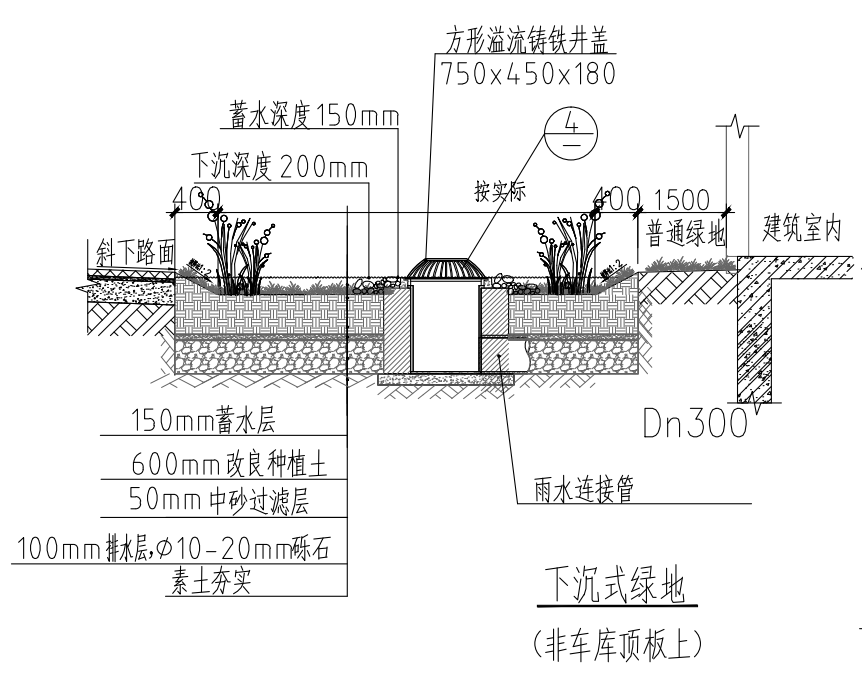 方形溢流铸铁井盖
750x450x180
蓄水深度150mm
4
下沉深度200mm
按实际
400
400
1500
斜下路面
普通绿地
建筑室内
150mm蓄水层
Dn300
600mm改良种植土
50mm中砂过滤层
雨水连接管
100mm排水层,Φ10-20mm砾石
素土夯实
下沉式绿地
(非车库顶板上)